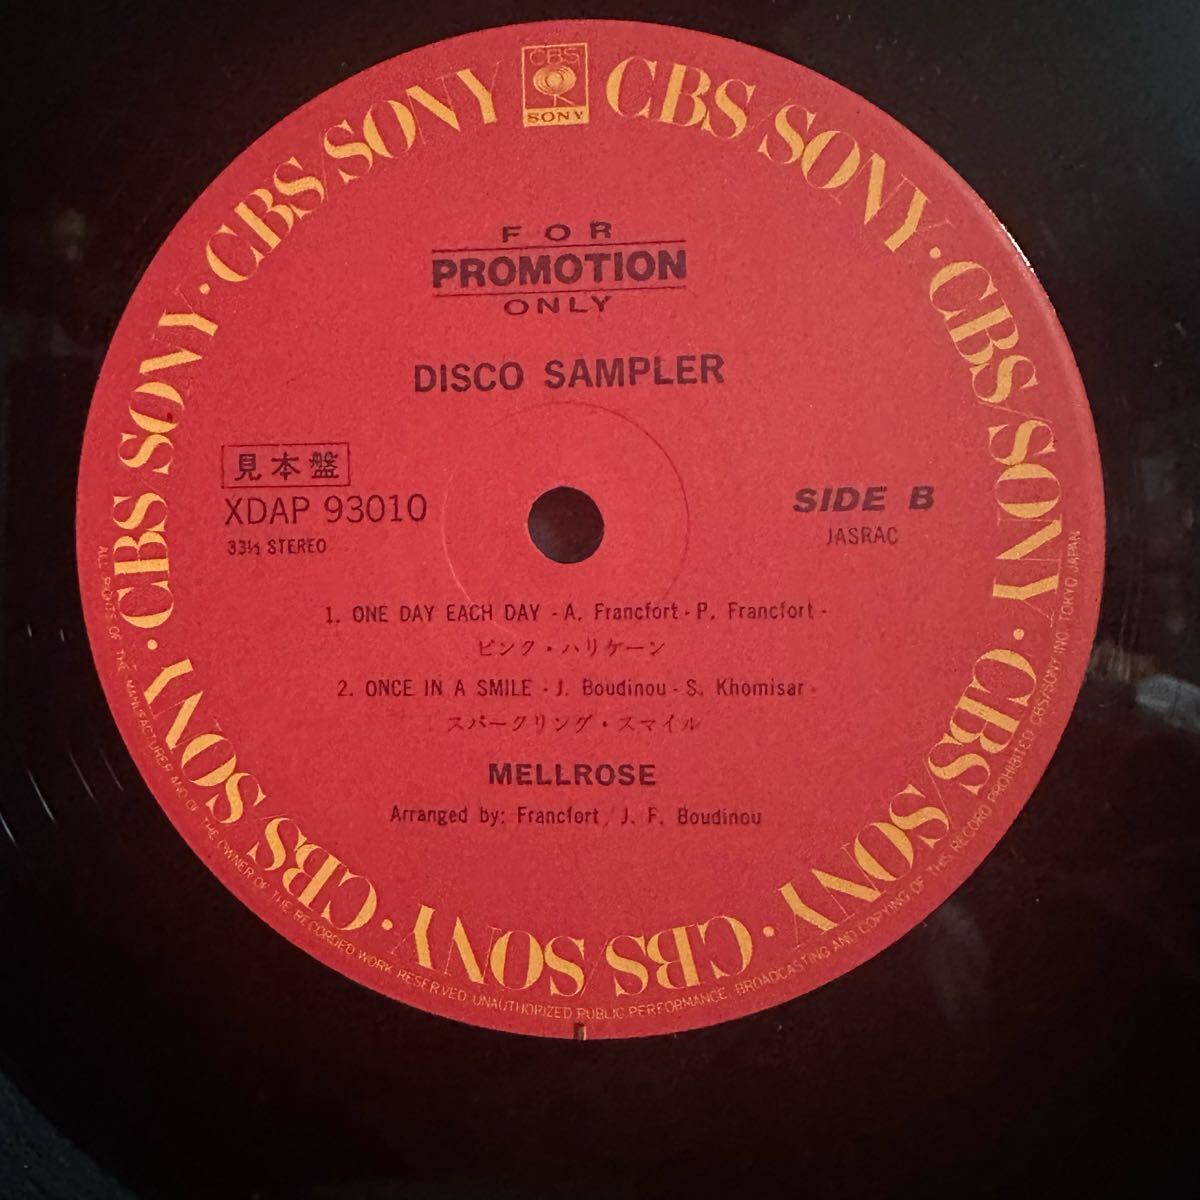 CBS
SONY
CBS/SONY · CBS/SONY · CBS/SONY · CBS/SONY · CBS/SONY · CBS/SONY · CBS/SONY · CBS/SONY
FOR
PROMOTION
ONLY
DISCO SAMPLER
見本盤
XDAP 93010
33⅓ STEREO
SIDE B
JASRAC
1. ONE DAY EACH DAY - A. Francfort - P. Francfort -
ピンク・ハリケーン
2. ONCE IN A SMILE - J. Boudinou - S. Khomisar -
スパークリング・スマイル
MELLROSE
Arranged by: Francfort / J. F. Boudinou
ALL RIGHTS OF THE MANUFACTURER AND OF THE OWNER OF THE RECORDED WORK RESERVED UNAUTHORIZED PUBLIC PERFORMANCE BROADCASTING AND COPYING OF THIS RECORD PROHIBITED CBS/SONY INC. TOKYO JAPAN